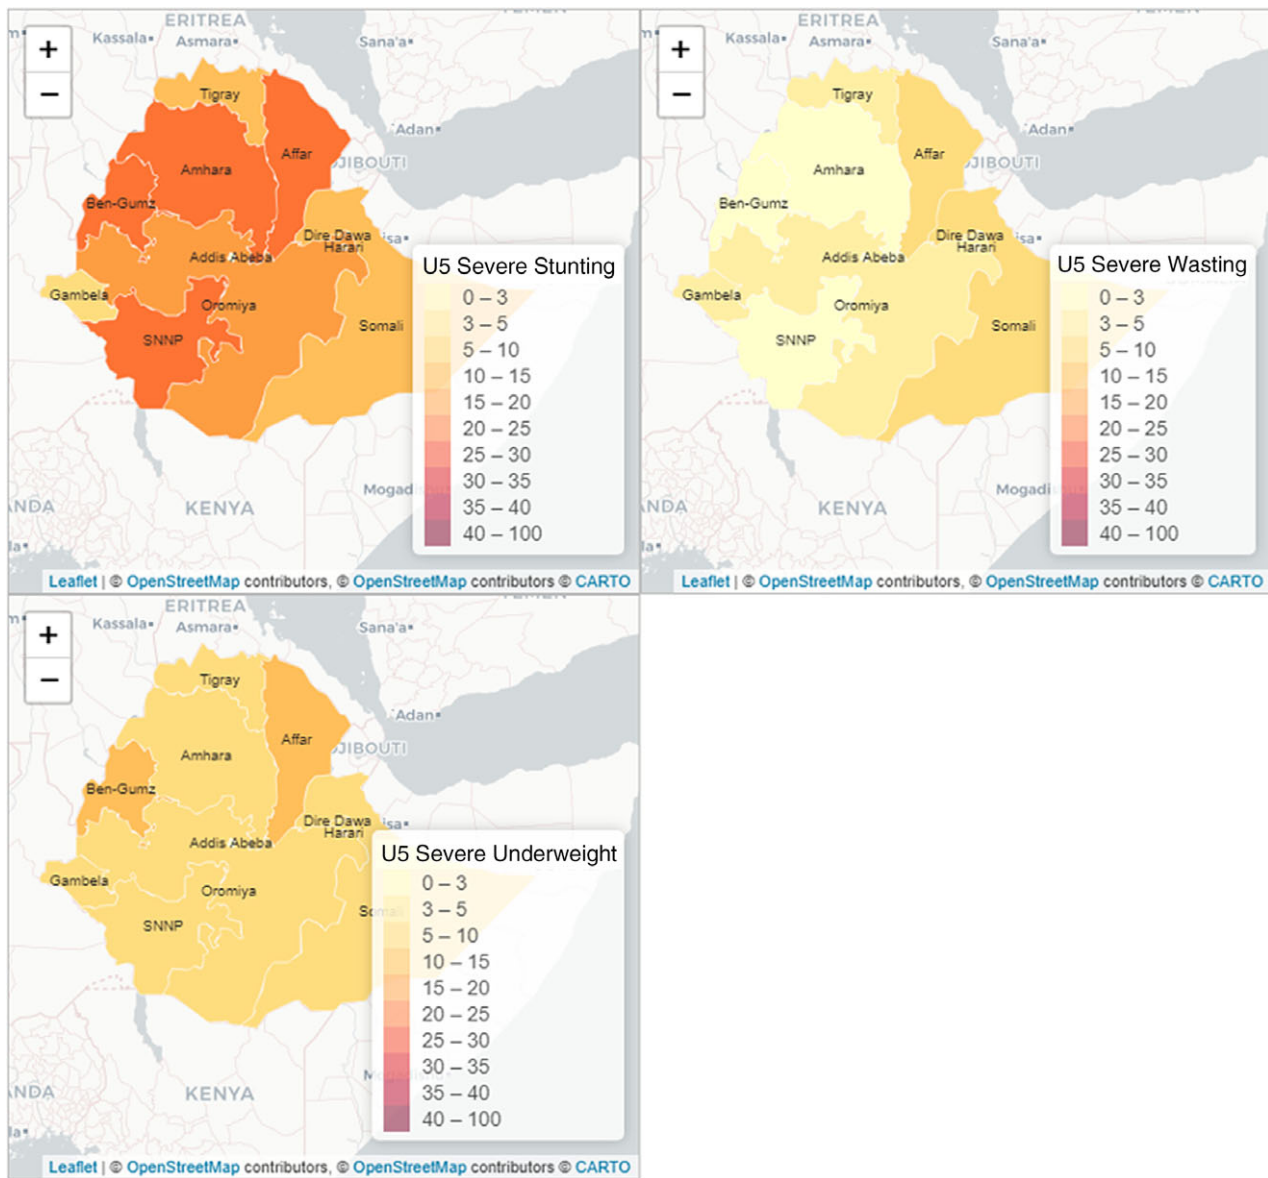 ERITREA
Kassala
Asmara
Sana'a
Tigray
'Adan
Affar
JIBOUTI
Amhara
Ben-Gumz
Dire Dawa
Harari
isa
Addis Abeba
Gambela
Oromiya
SNNP
Somali
KENYA
ANDA
+
−
U5 Severe Stunting
0 – 3
3 – 5
5 – 10
10 – 15
15 – 20
20 – 25
25 – 30
30 – 35
35 – 40
40 – 100
Leaflet | © OpenStreetMap contributors, © OpenStreetMap contributors © CARTO
ERITREA
Kassala
Asmara
Sana'a
Tigray
'Adan
Affar
JIBOUTI
Amhara
Ben-Gumz
Dire Dawa
Harari
isa
Addis Abeba
Gambela
Oromiya
SNNP
Somali
KENYA
ANDA
+
−
U5 Severe Wasting
0 – 3
3 – 5
5 – 10
10 – 15
15 – 20
20 – 25
25 – 30
30 – 35
35 – 40
40 – 100
Leaflet | © OpenStreetMap contributors, © OpenStreetMap contributors © CARTO
ERITREA
Kassala
Asmara
Sana'a
Tigray
'Adan
Affar
JIBOUTI
Amhara
Ben-Gumz
Dire Dawa
Harari
isa
Addis Abeba
Gambela
Oromiya
SNNP
Somali
KENYA
ANDA
+
−
U5 Severe Underweight
0 – 3
3 – 5
5 – 10
10 – 15
15 – 20
20 – 25
25 – 30
30 – 35
35 – 40
40 – 100
Leaflet | © OpenStreetMap contributors, © OpenStreetMap contributors © CARTO